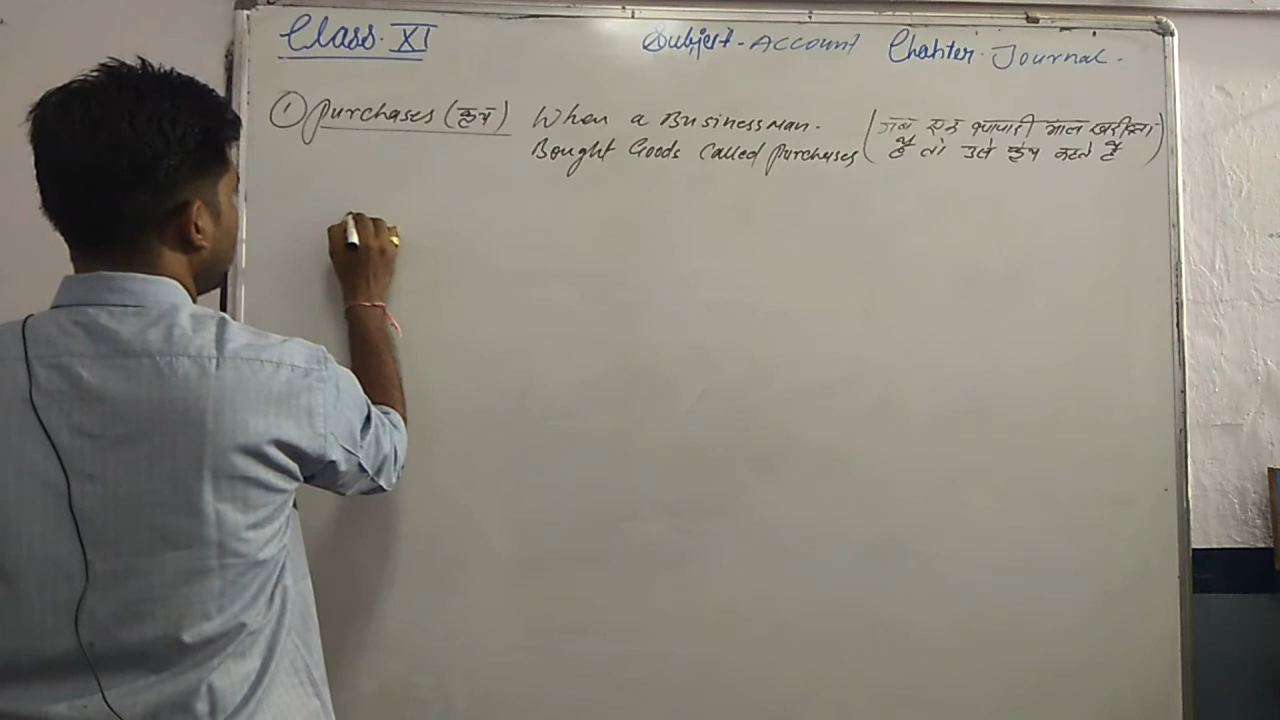 Class. XI Subject - Account Chapter. Journal.
① Purchases (क्रय) When a Businessman. (जब एक व्यापारी माल खरीदता
Bought Goods Called Purchases है तो उसे क्रय कहते हैं)